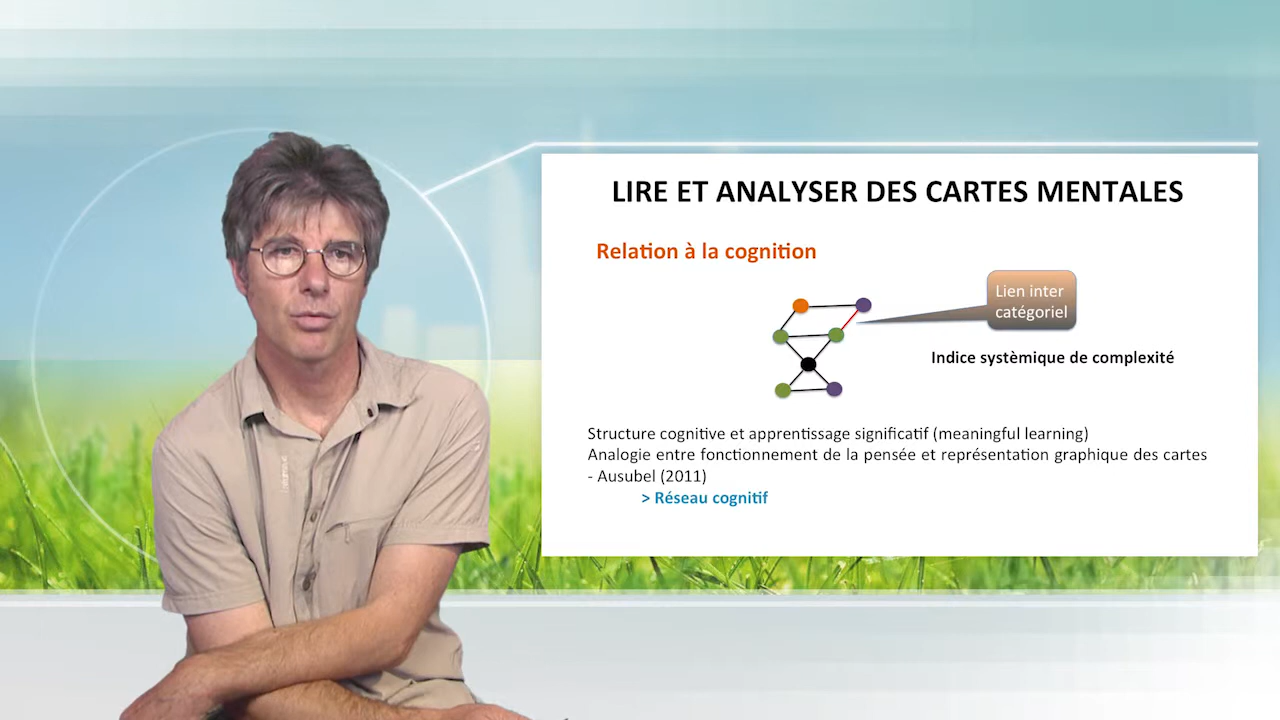 LIRE ET ANALYSER DES CARTES MENTALES
Relation à la cognition
Lien inter
catégoriel
Indice systèmique de complexité
Structure cognitive et apprentissage significatif (meaningful learning)
Analogie entre fonctionnement de la pensée et représentation graphique des cartes
- Ausubel (2011)
> Réseau cognitif